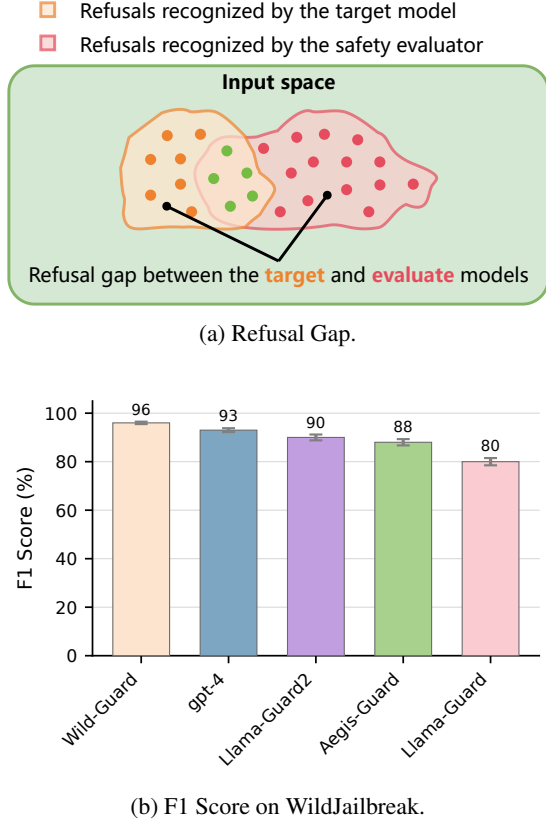 Refusals recognized by the target model
Refusals recognized by the safety evaluator
Input space
Refusal gap between the target and evaluate models
(a) Refusal Gap.
96
93
90
88
80
100
80
60
40
20
0
F1 Score (%)
Wild-Guard
gpt-4
Llama-Guard2
Aegis-Guard
Llama-Guard
(b) F1 Score on WildJailbreak.